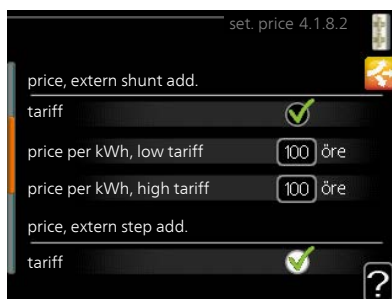 set. price 4.1.8.2
price, extern shunt add.
tariff
price per kWh, low tariff 100 öre
price per kWh, high tariff 100 öre
price, extern step add.
tariff
?